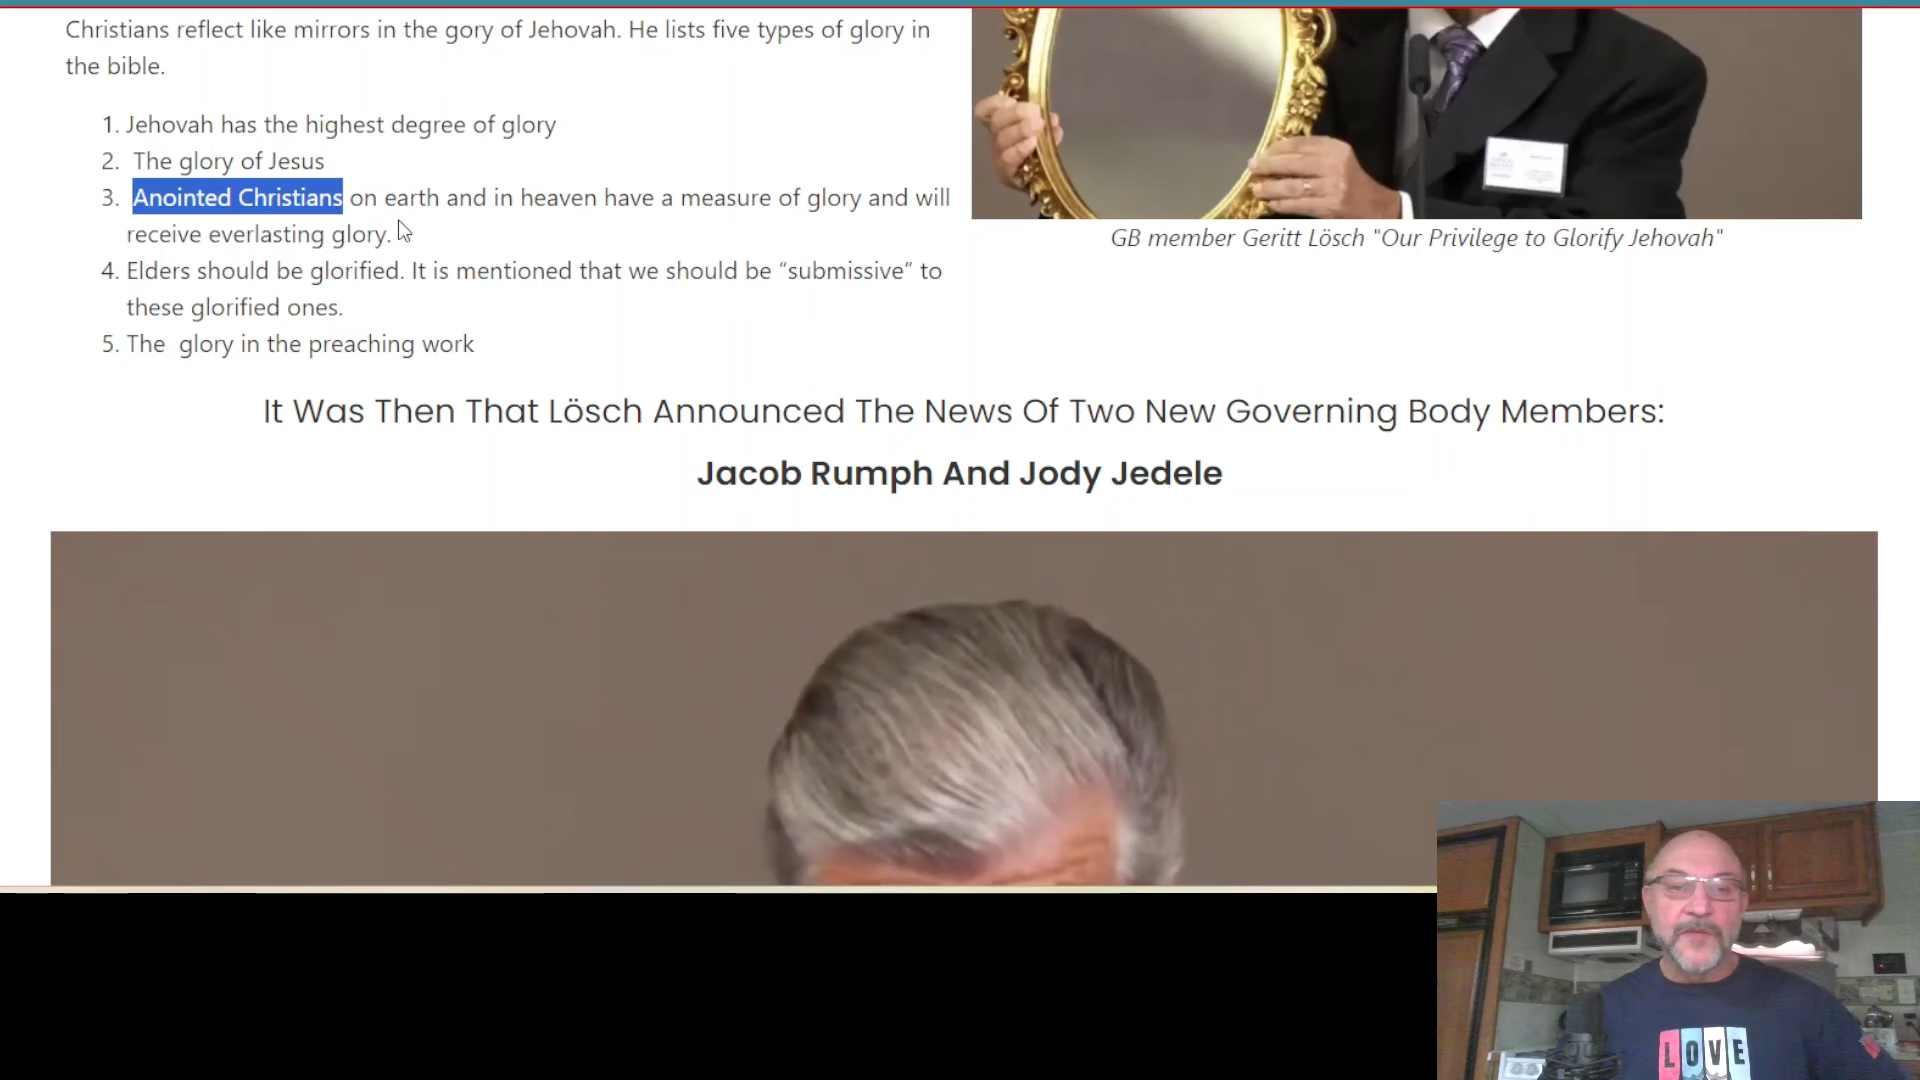 Christians reflect like mirrors in the gory of Jehovah. He lists five types of glory in
the bible.
1. Jehovah has the highest degree of glory
2. The glory of Jesus
3. Anointed Christians on earth and in heaven have a measure of glory and will
receive everlasting glory.
4. Elders should be glorified. It is mentioned that we should be “submissive” to
these glorified ones.
5. The glory in the preaching work
GB member Geritt Lösch "Our Privilege to Glorify Jehovah"
It Was Then That Lösch Announced The News Of Two New Governing Body Members:
Jacob Rumph And Jody Jedele
LOVE